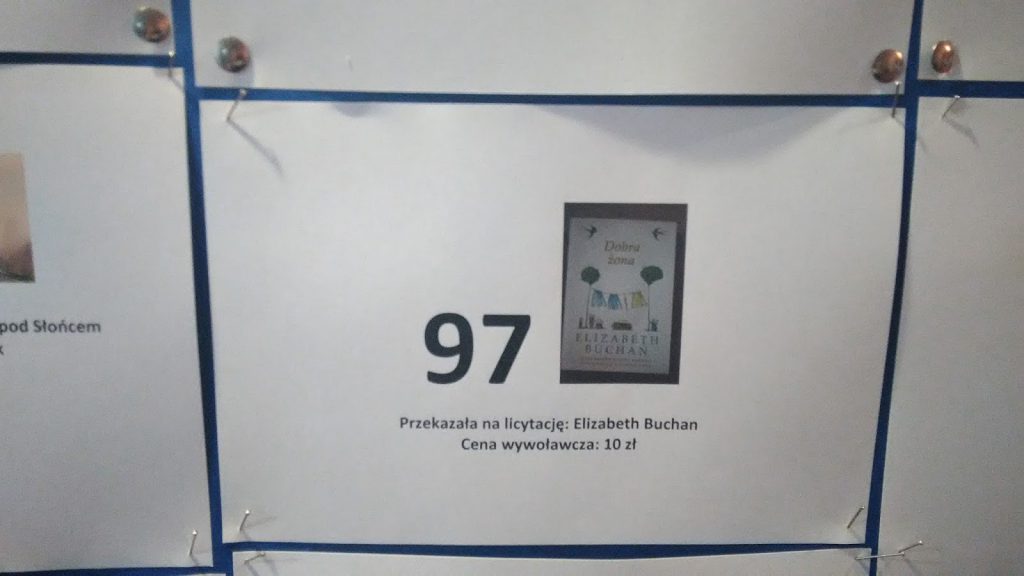 pod Słońcem
k
97
Dobra
żona
ELIZABETH
BUCHAN
Przekazała na licytację: Elizabeth Buchan
Cena wywoławcza: 10 zł